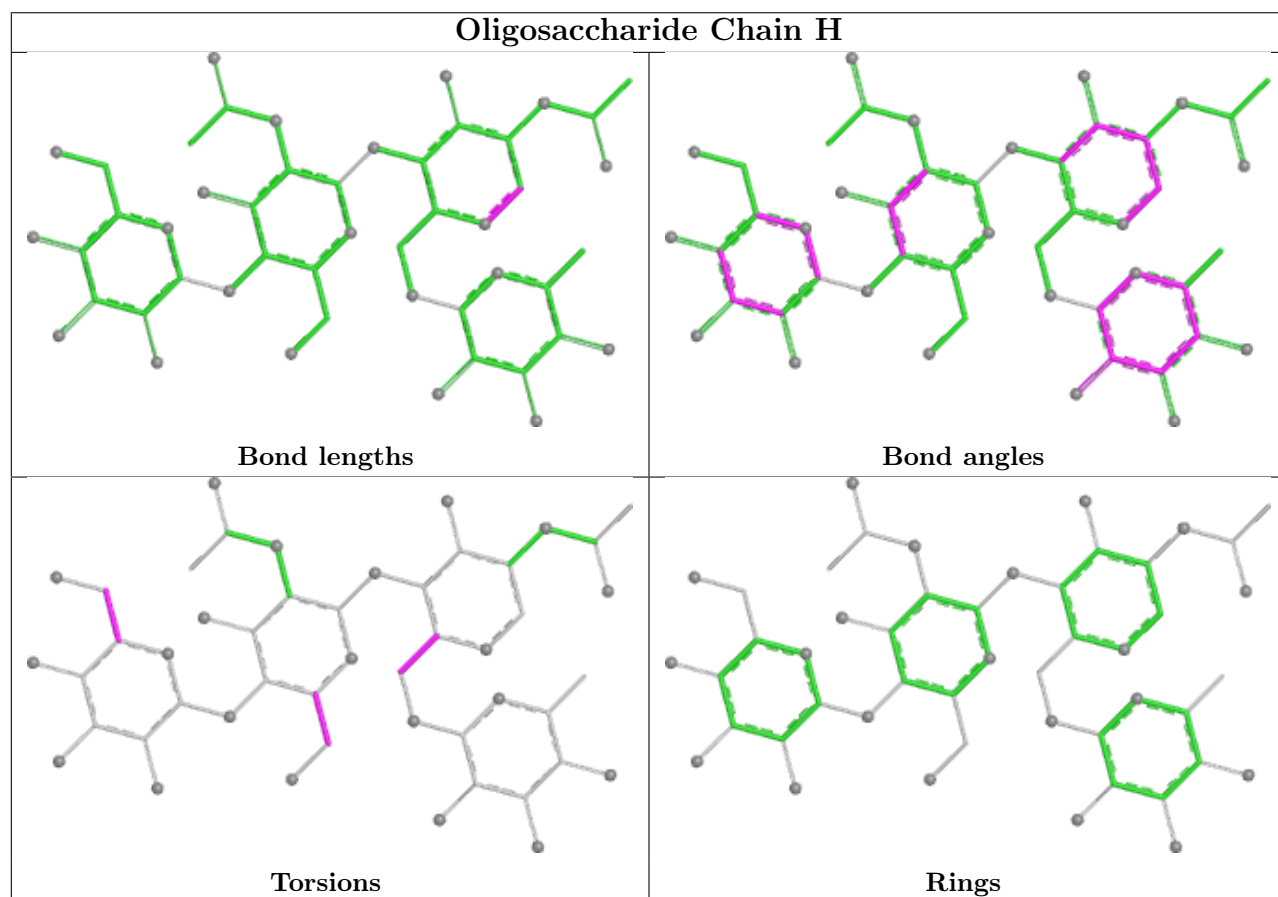 Oligosaccharide Chain H
Bond lengths
Bond angles
Torsions
Rings